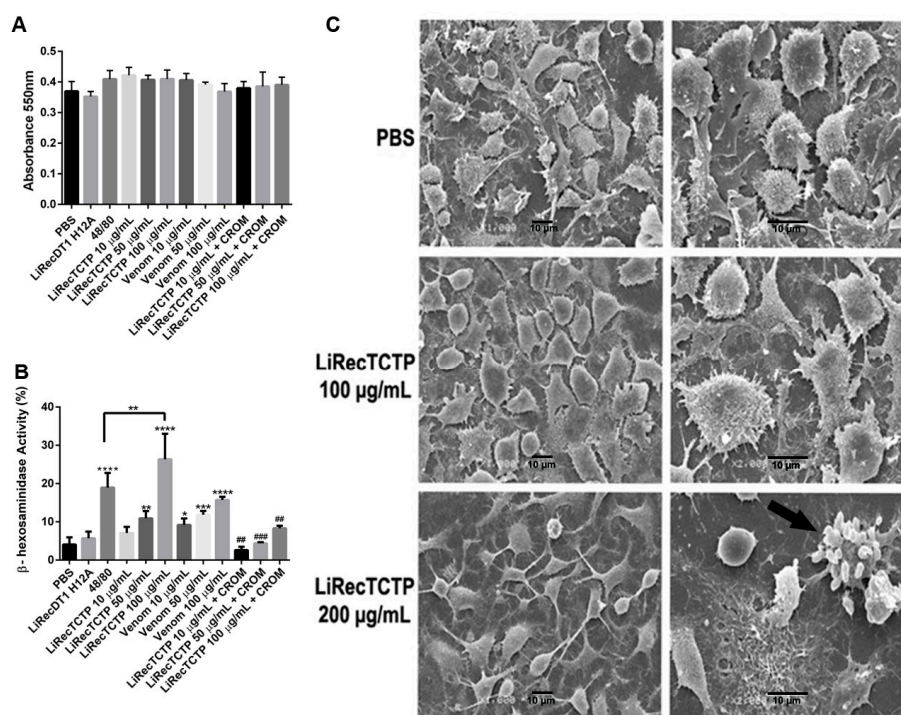 A
Absorbance 550nm
0.5
0.4
0.3
0.2
0.1
0.0
PBS
LiRecDT1 H12A
48/80
LiRecTCTP 10 µg/mL
LiRecTCTP 50 µg/mL
LiRecTCTP 100 µg/mL
Venom 10 µg/mL
Venom 50 µg/mL
Venom 100 µg/mL
LiRecTCTP 10 µg/mL + CROM
LiRecTCTP 50 µg/mL + CROM
LiRecTCTP 100 µg/mL + CROM
B
β- hexosaminidase Activity (%)
40
30
20
10
0
**
****
**
****
*
***
****
##
###
##
PBS
LiRecDT1 H12A
48/80
LiRecTCTP 10 µg/mL
LiRecTCTP 50 µg/mL
LiRecTCTP 100 µg/mL
Venom 10 µg/mL
Venom 50 µg/mL
Venom 100 µg/mL
LiRecTCTP 10 µg/mL + CROM
LiRecTCTP 50 µg/mL + CROM
LiRecTCTP 100 µg/mL + CROM
C
PBS
10 µm
10 µm
LiRecTCTP
100 µg/mL
10 µm
10 µm
LiRecTCTP
200 µg/mL
10 µm
10 µm